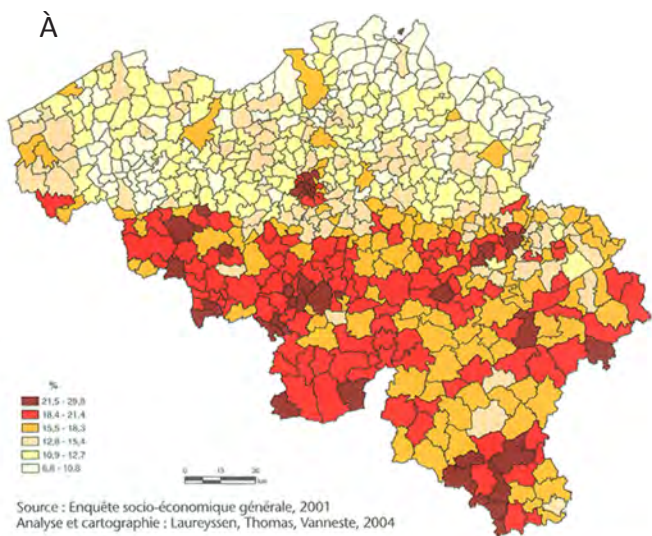 À
%
21,5 - 29,8
18,4 - 21,4
15,5 - 18,3
12,8 - 15,4
10,9 - 12,7
6,8 - 10,8
0 15 30
km
Source : Enquête socio-économique générale, 2001
Analyse et cartographie : Laureyssen, Thomas, Vanneste, 2004